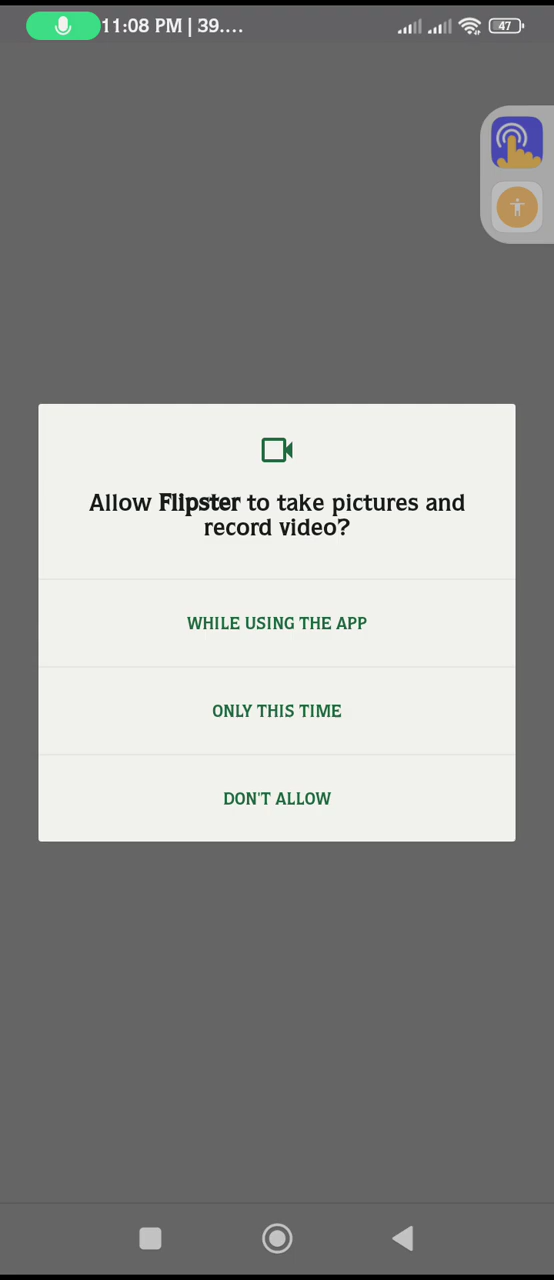 11:08 PM | 39....
47
Allow Flipster to take pictures and
record video?
WHILE USING THE APP
ONLY THIS TIME
DON'T ALLOW